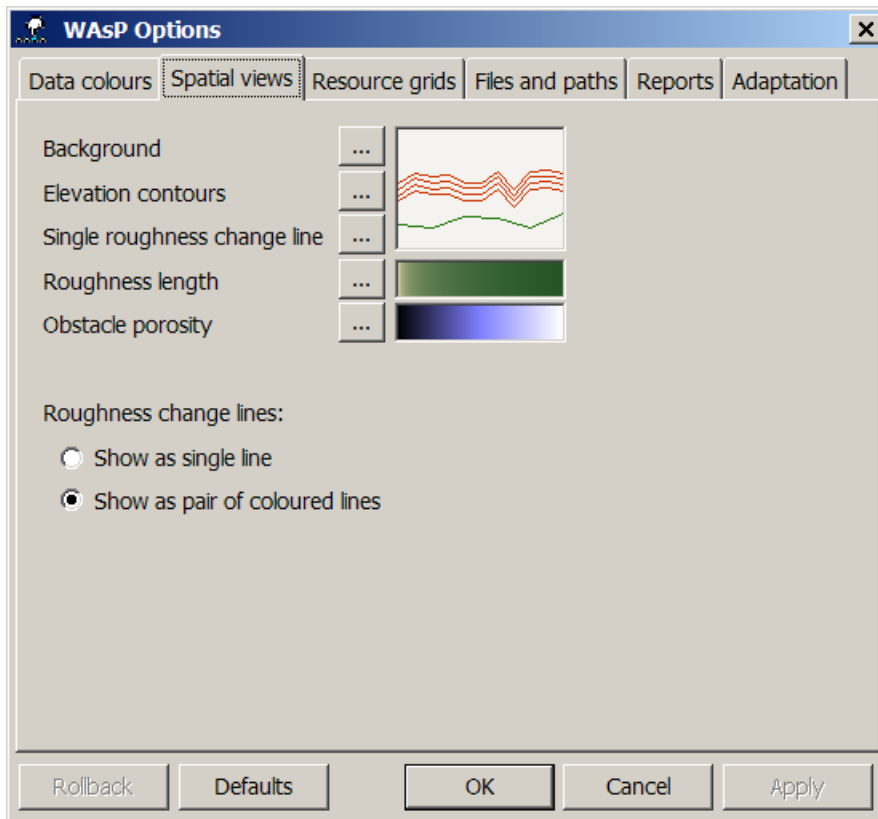 WAsP Options
Data colours Spatial views Resource grids Files and paths Reports Adaptation
Background ...
Elevation contours ...
Single roughness change line ...
Roughness length ...
Obstacle porosity ...
Roughness change lines:
Show as single line
Show as pair of coloured lines
Rollback Defaults OK Cancel Apply